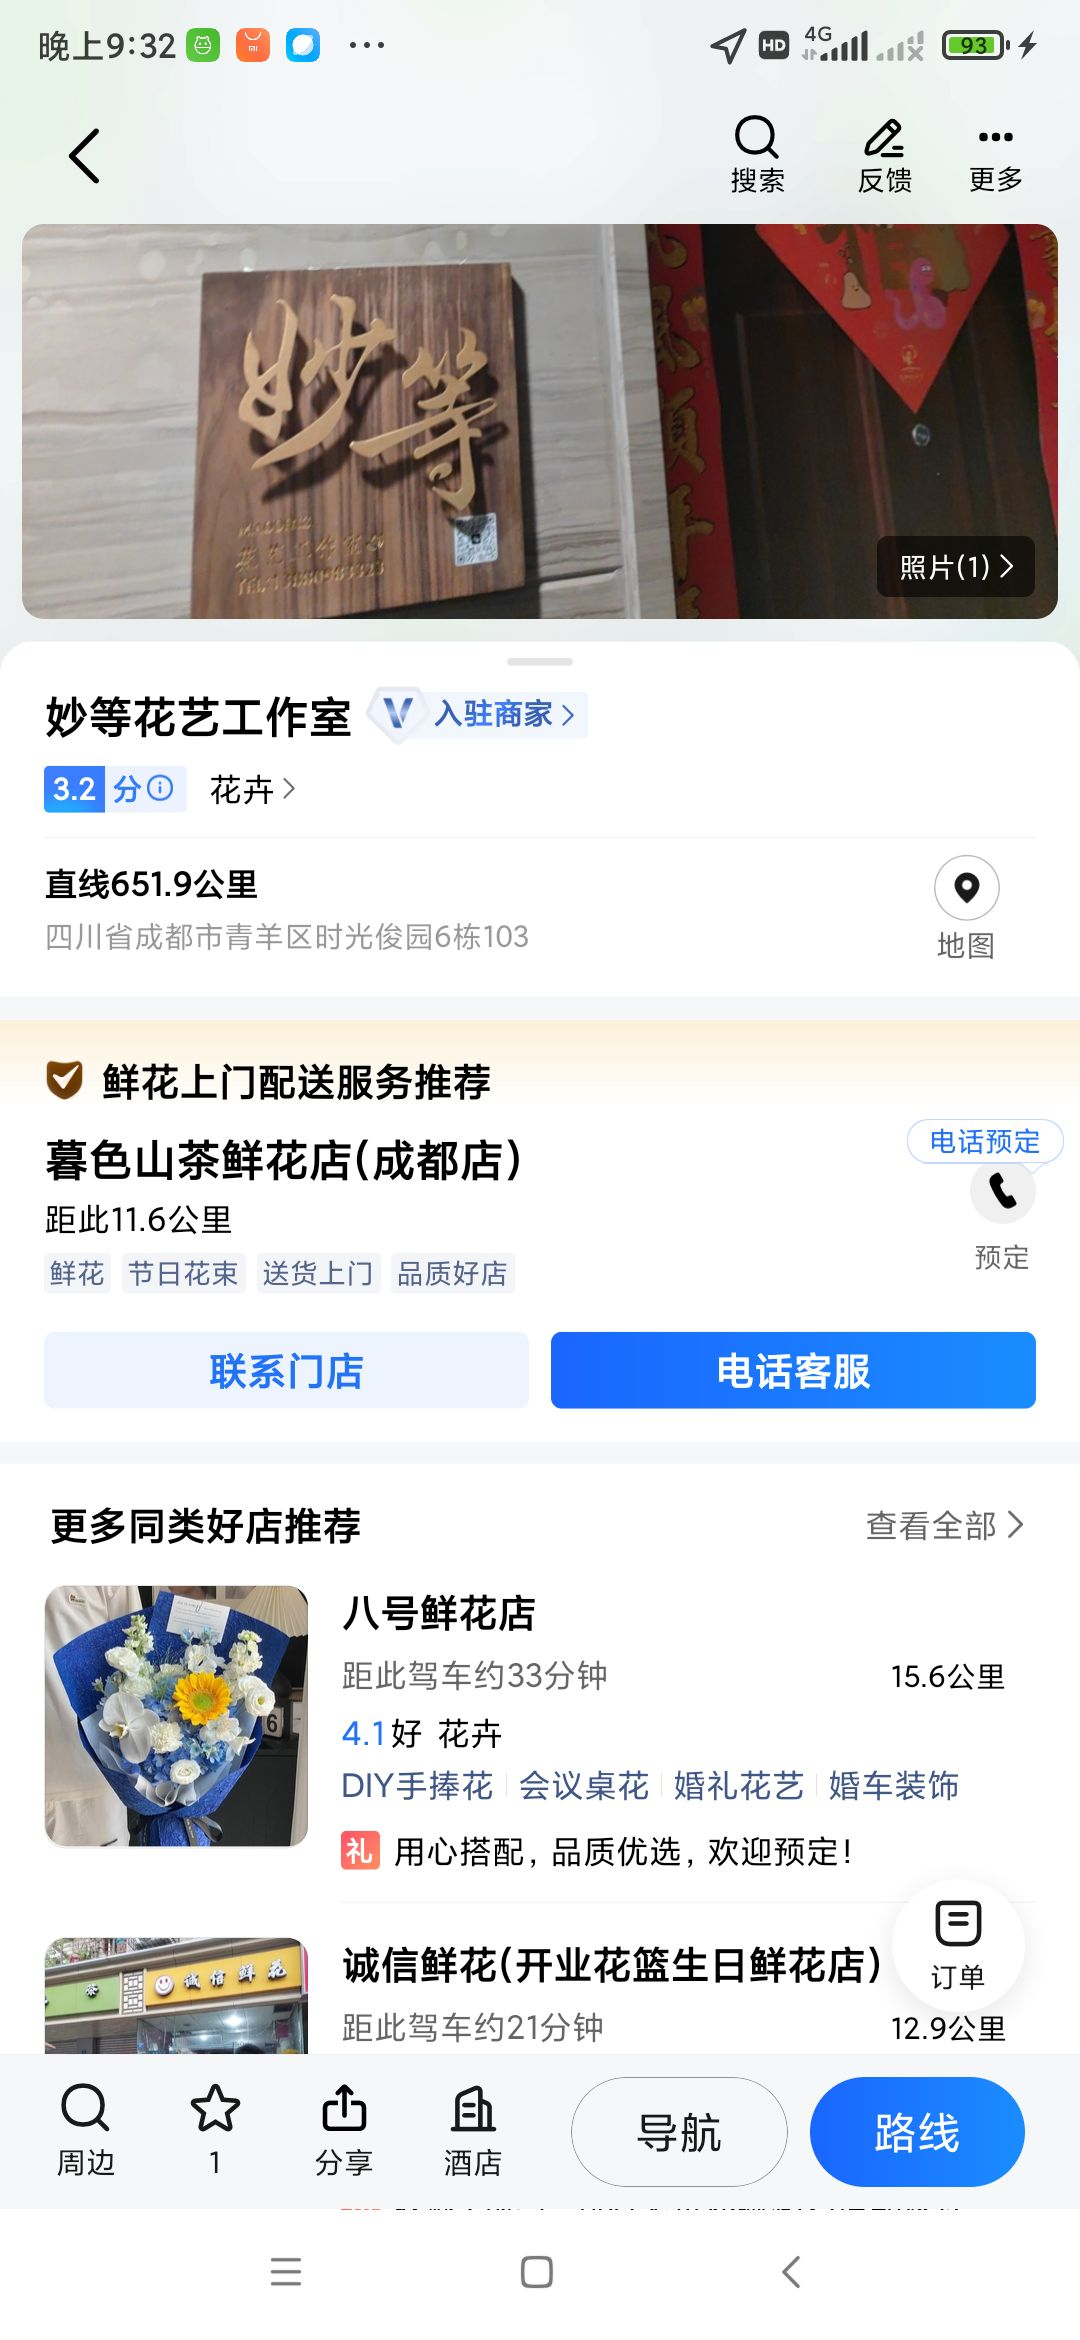 晚上9:32
HD 4G 93
搜索 反馈 更多
妙等
照片(1)
妙等花艺工作室 V 入驻商家
3.2 分 花卉
直线651.9公里
四川省成都市青羊区时光俊园6栋103
地图
鲜花上门配送服务推荐
暮色山茶鲜花店(成都店)
电话预定
距此11.6公里
预定
鲜花 节日花束 送货上门 品质好店
联系门店 电话客服
更多同类好店推荐 查看全部
八号鲜花店
距此驾车约33分钟 15.6公里
4.1好 花卉
DIY手捧花 会议桌花 婚礼花艺 婚车装饰
礼 用心搭配，品质优选，欢迎预定！
诚信鲜花
诚信鲜花(开业花篮生日鲜花店)
订单
距此驾车约21分钟 12.9公里
周边 1 分享 酒店 导航 路线